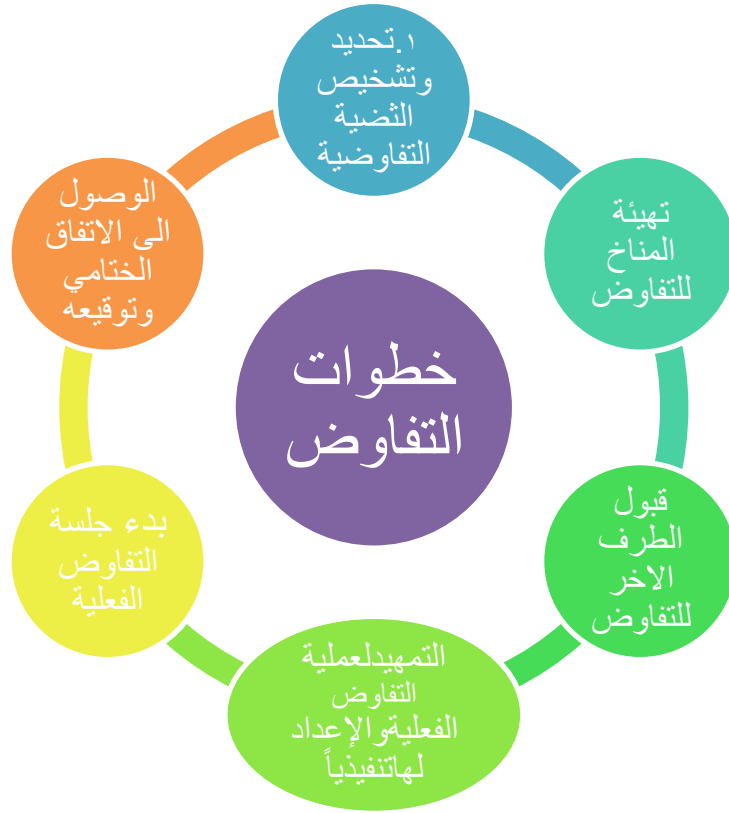 ١.تحديد
وتشخيص
الثضية
التفاوضية
تهيئة
المناخ
للتفاوض
قبول
الطرف
الاخر
للتفاوض
التمهيدلعملية
التفاوض
الفعليةوالإعداد
لهاتنفيذياً
بدء جلسة
التفاوض
الفعلية
الوصول
الى الاتفاق
الختامي
وتوقيعه
خطوات
التفاوض